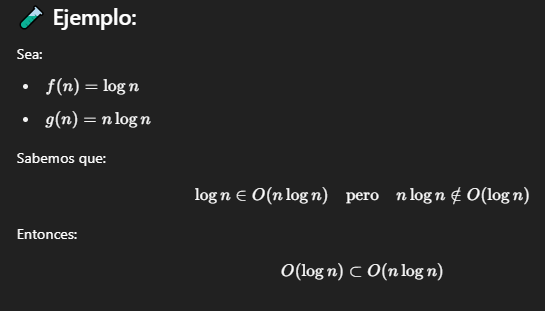 🧪 Ejemplo:
Sea:
• f(n) = log n
• g(n) = n log n
Sabemos que:
log n ∈ O(n log n) pero n log n ∉ O(log n)
Entonces:
O(log n) ⊂ O(n log n)